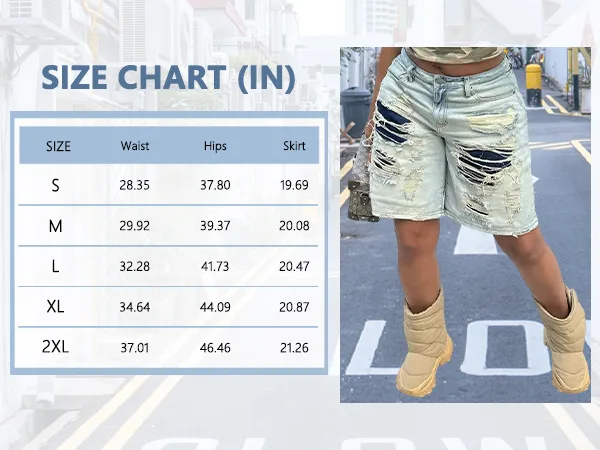 SIZE CHART (IN)
SIZE Waist Hips Skirt
S 28.35 37.80 19.69
M 29.92 39.37 20.08
L 32.28 41.73 20.47
XL 34.64 44.09 20.87
2XL 37.01 46.46 21.26